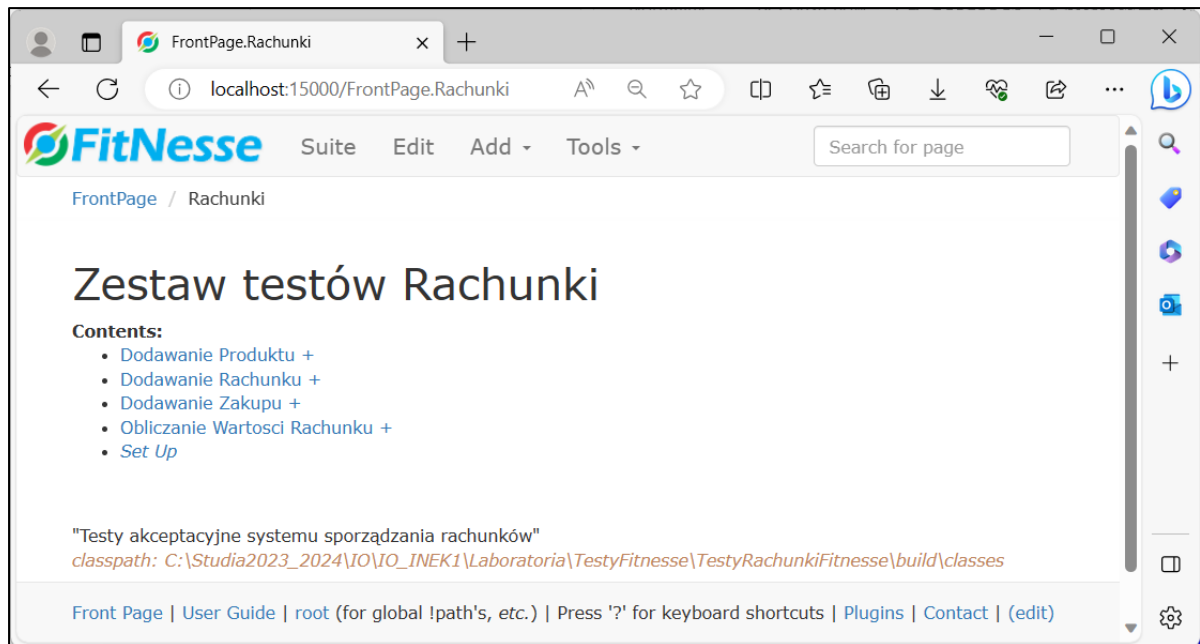 FrontPage.Rachunki
localhost:15000/FrontPage.Rachunki
FitNesse Suite Edit Add Tools Search for page
FrontPage / Rachunki
Zestaw testów Rachunki
Contents:
• Dodawanie Produktu +
• Dodawanie Rachunku +
• Dodawanie Zakupu +
• Obliczanie Wartosci Rachunku +
• Set Up
"Testy akceptacyjne systemu sporządzania rachunków"
classpath: C:\Studia2023_2024\IO\IO_INEK1\Laboratoria\TestyFitnesse\TestyRachunkiFitnesse\build\classes
Front Page | User Guide | root (for global !path's, etc.) | Press '?' for keyboard shortcuts | Plugins | Contact | (edit)